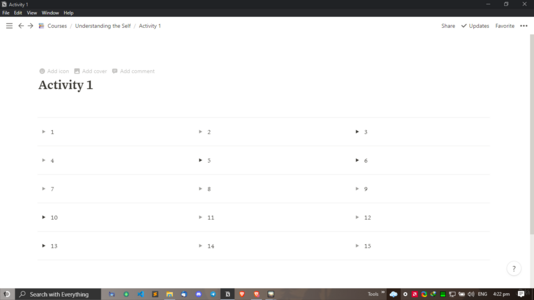 Activity 1
File Edit View Window Help
Courses / Understanding the Self / Activity 1
Share Updates Favorite •••
Add icon Add cover Add comment
Activity 1
1 2 3
4 5 6
7 8 9
10 11 12
13 14 15
?
Search with Everything Tools ENG 4:22 pm